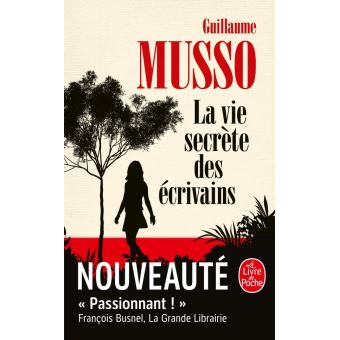 Guillaume
MUSSO
La vie
secrète
des
écrivains
NOUVEAUTÉ
Le
Livre
de
Poche
« Passionnant ! »
François Busnel, La Grande Librairie